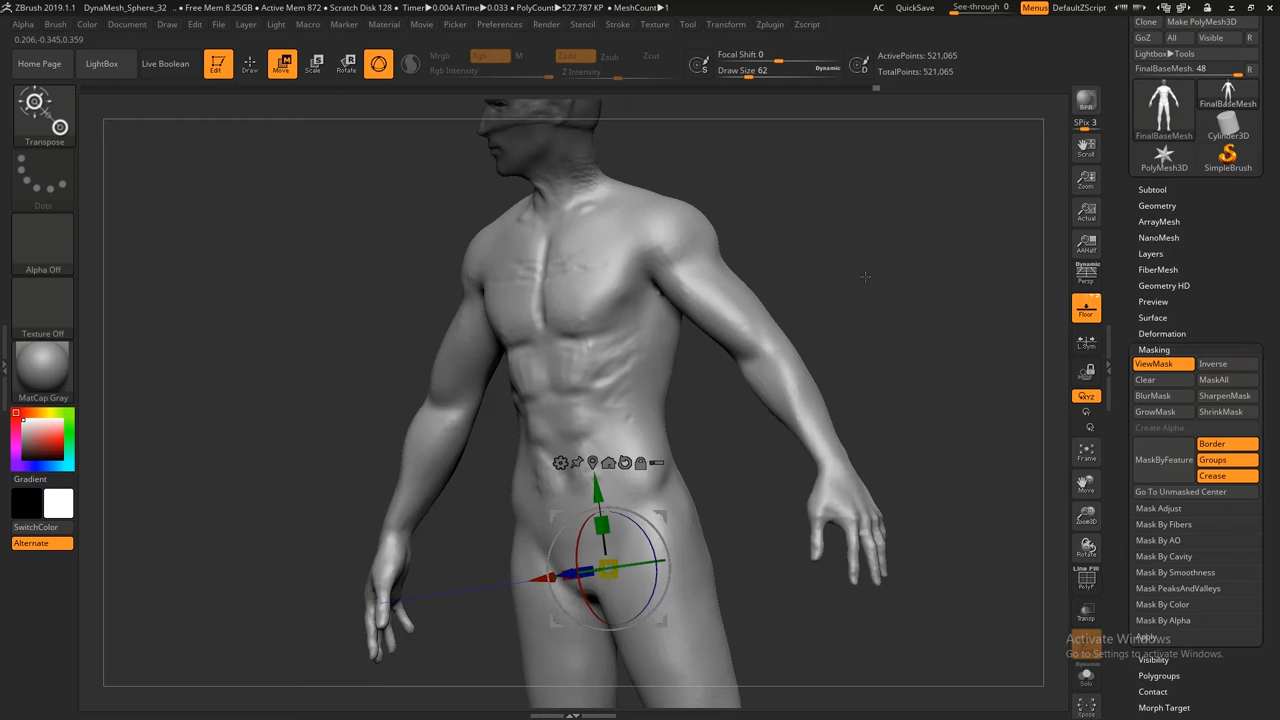 ZBrush 2019.1.1 DynaMesh_Sphere_32 .. • Free Mem 8.25GB • Active Mem 872 • Scratch Disk 128 • Timer▶0.004 ATime▶0.033 • PolyCount▶527.787 KP • MeshCount▶1 AC QuickSave See-through 0 Menus DefaultZScript
Alpha Brush Color Document Draw Edit File Layer Light Macro Marker Material Movie Picker Preferences Render Stencil Stroke Texture Tool Transform Zplugin Zscript
0.206,-0.345,0.359
Home Page LightBox Live Boolean Edit Draw Move Scale Rotate
Mrgb Rgb M Zadd Zsub Zcut
Rgb Intensity Z Intensity
Focal Shift 0
Draw Size 62 Dynamic
S D
ActivePoints: 521,065
TotalPoints: 521,065
Transpose
Dots
Alpha Off
Texture Off
MatCap Gray
Gradient
SwitchColor
Alternate
BPR
SPix 3
Scroll
Zoom
Actual
AAHalf
Dynamic
Persp
Floor
L.Sym
XYZ
Frame
Move
Zoom3D
Rotate
Line Fill
PolyF
Transp
Dynamic
Solo
Xpose
Clone Make PolyMesh3D
GoZ All Visible R
Lightbox▶Tools
FinalBaseMesh. 48 R
FinalBaseMesh
FinalBaseMesh
Cylinder3D
PolyMesh3D SimpleBrush
Subtool
Geometry
ArrayMesh
NanoMesh
Layers
FiberMesh
Geometry HD
Preview
Surface
Deformation
Masking
ViewMask Inverse
Clear MaskAll
BlurMask SharpenMask
GrowMask ShrinkMask
Create Alpha
MaskByFeature
Border
Groups
Crease
Go To Unmasked Center
Mask Adjust
Mask By Fibers
Mask By AO
Mask By Cavity
Mask By Smoothness
Mask PeaksAndValleys
Mask By Color
Mask By Alpha
Apply
Activate Windows
Go to Settings to activate Windows.
Visibility
Polygroups
Contact
Morph Target